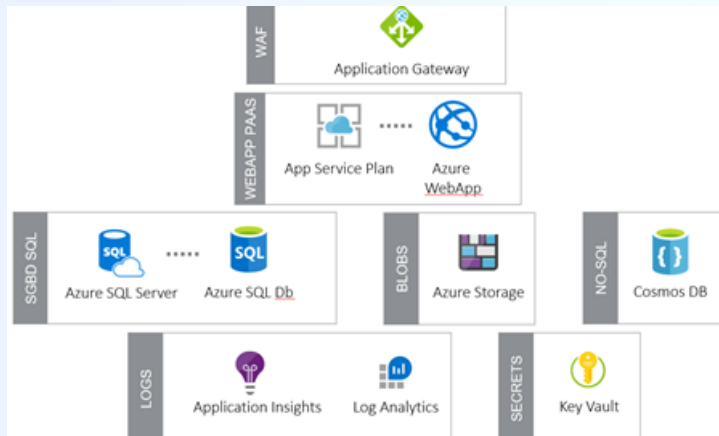 WAF
Application Gateway
WEBAPP PAAS
App Service Plan
Azure
WebApp
SGBD SQL
SQL
Azure SQL Server
SQL
Azure SQL Db
BLOBS
Azure Storage
NO-SQL
{ }
Cosmos DB
LOGS
Application Insights
Log Analytics
SECRETS
Key Vault